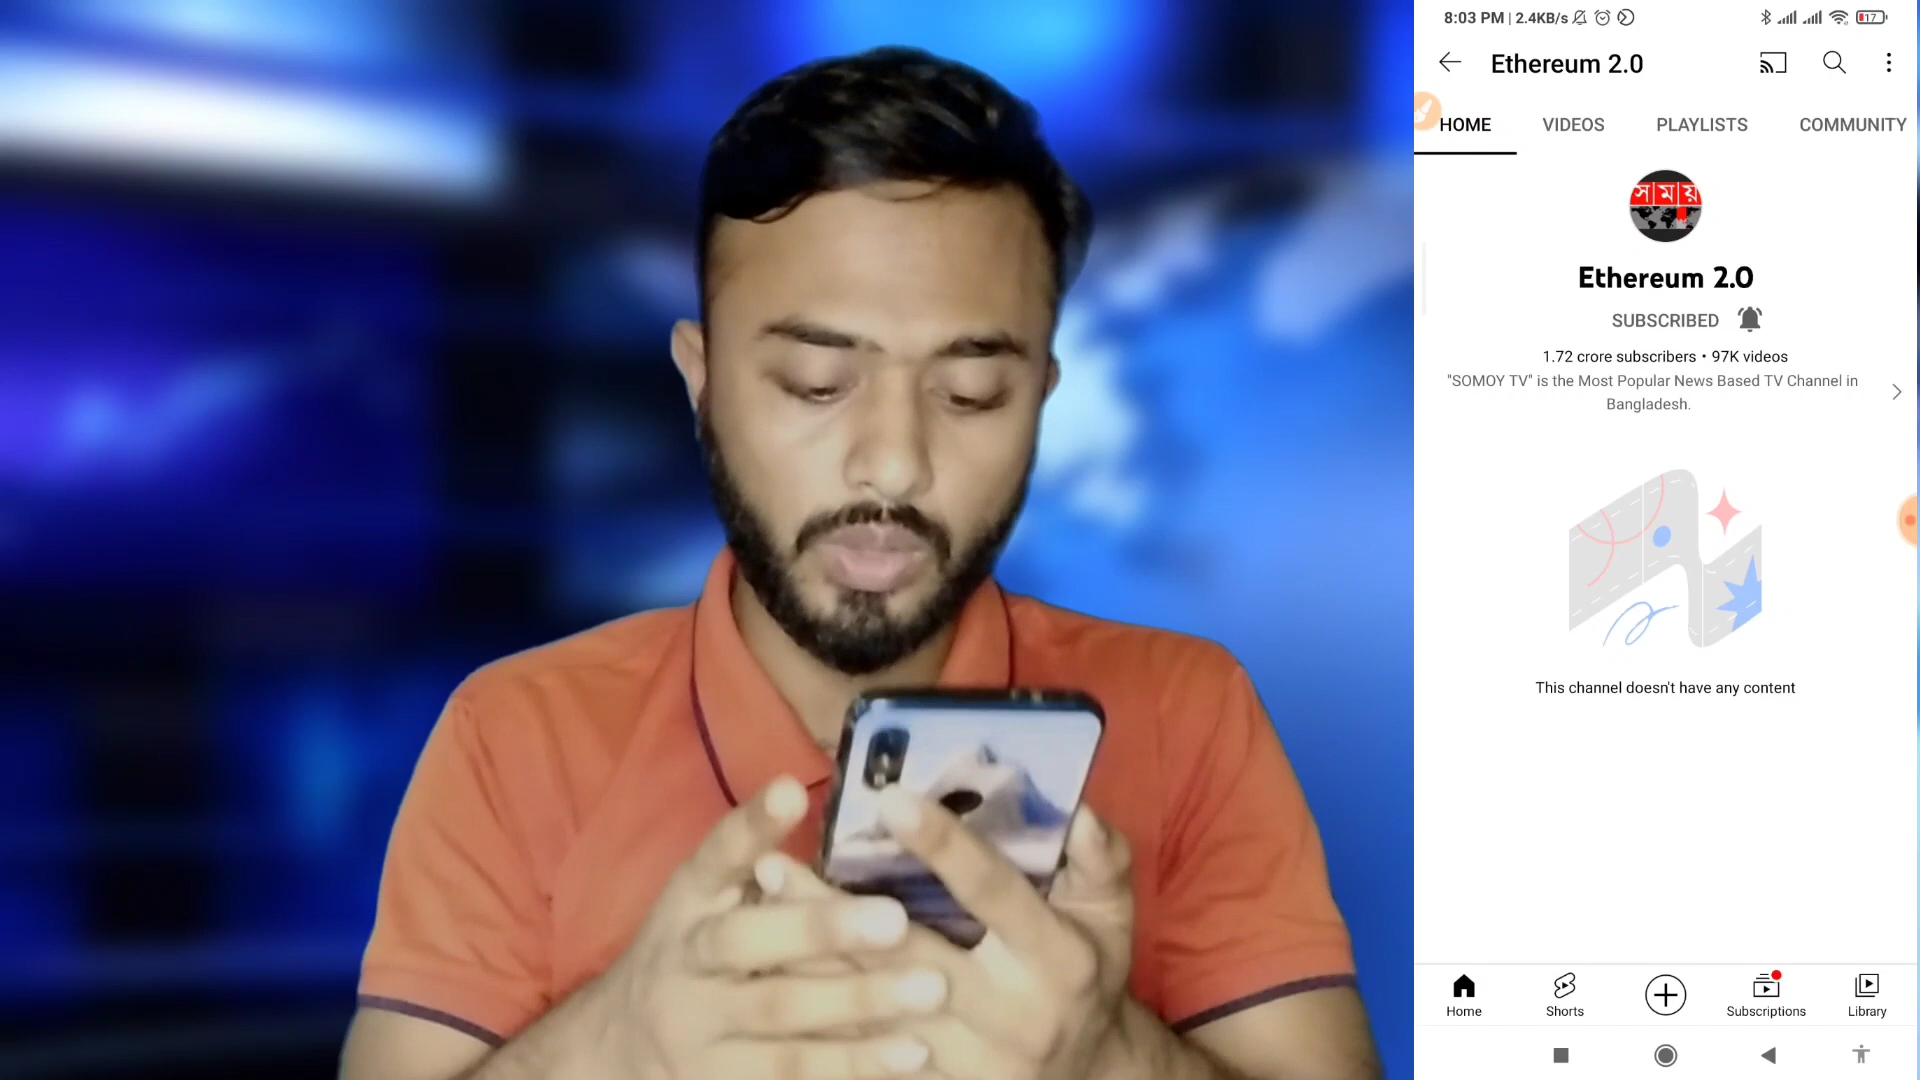 8:03 PM | 2.4KB/s
17
Ethereum 2.0
HOME VIDEOS PLAYLISTS COMMUNITY
সময়
Ethereum 2.0
SUBSCRIBED
1.72 crore subscribers • 97K videos
"SOMOY TV" is the Most Popular News Based TV Channel in
Bangladesh.
This channel doesn't have any content
Home Shorts Subscriptions Library